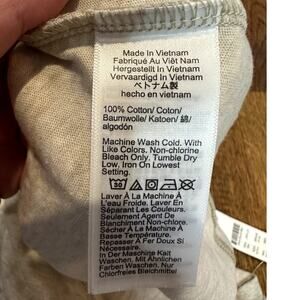 Made In Vietnam
Fabriqué Au Viêt Nam
Hergestellt In Vietnam
Vervaardigd In Vietnam
ベトナム製
hecho en vietnam
100% Cotton/ Coton/
Baumwolle/ Katoen/ 綿/
algodón
Machine Wash Cold. With
Like Colors. Non-chlorine
Bleach Only, Tumble Dry
Low, Iron On Lowest
Setting.
30
Laver À La Machine À
L'eau Froide. Laver En
Séparant Les Couleurs.
Seulement Agent De
Blanchiment Non-chlore.
Sécher À La Machine À
Basse Température.
Repasser À Fer Doux Si
Nécessaire.
In Der Maschine Kalt
Waschen, Mit Ähnlichen
Farben Waschen, Nur
Chlorfreies Bleichmittel